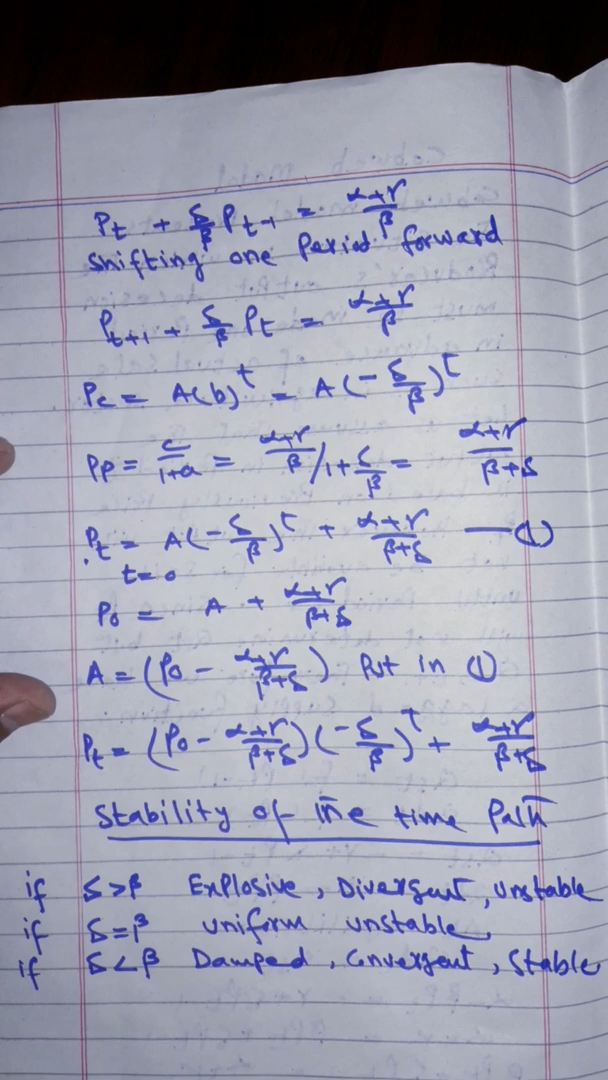 Pt + δ/β Pt-1 = α+γ/β
Shifting one Period forward
Pt+1 + δ/β Pt = α+γ/β
Pc = A(b)^t = A(-δ/β)^t
Pp = c/1+a = α+γ/β / 1+δ/β = α+γ/β+δ
Pt = A(-δ/β)^t + α+γ/β+δ — (1)
t=0
P0 = A + α+γ/β+δ
A = (P0 - α+γ/β+δ) Put in (1)
Pt = (P0 - α+γ/β+δ)(-δ/β)^t + α+γ/β+δ
Stability of the time Path
if δ>β Explosive, Divergent, unstable
if δ=β uniform unstable,
if δ<β Damped, Convergent, Stable